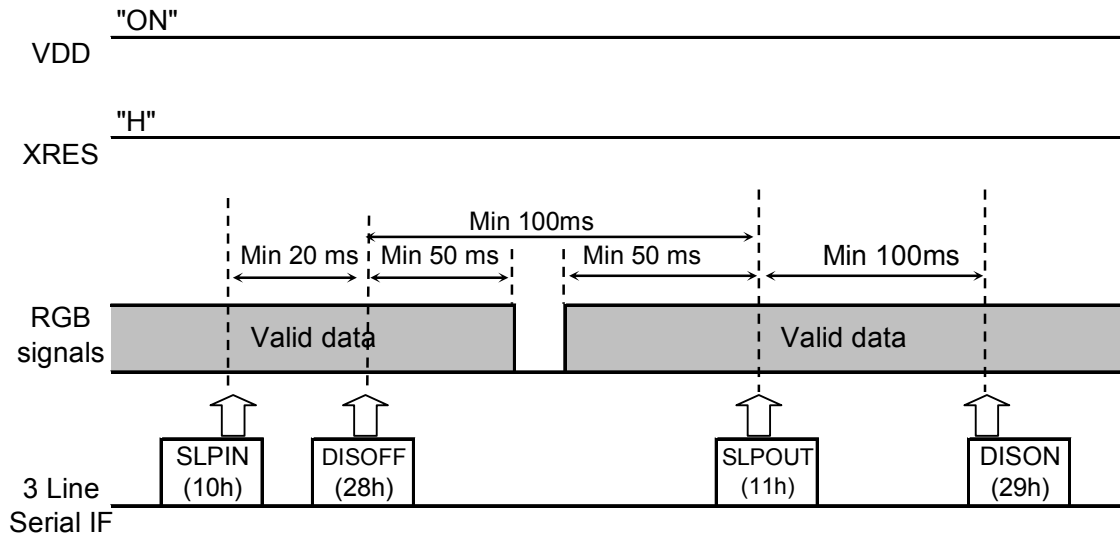 "ON"
VDD
"H"
XRES
Min 100ms
Min 20 ms
Min 50 ms
Min 50 ms
Min 100ms
RGB
signals
Valid data
Valid data
SLPIN
(10h)
DISOFF
(28h)
SLPOUT
(11h)
DISON
(29h)
3 Line
Serial IF